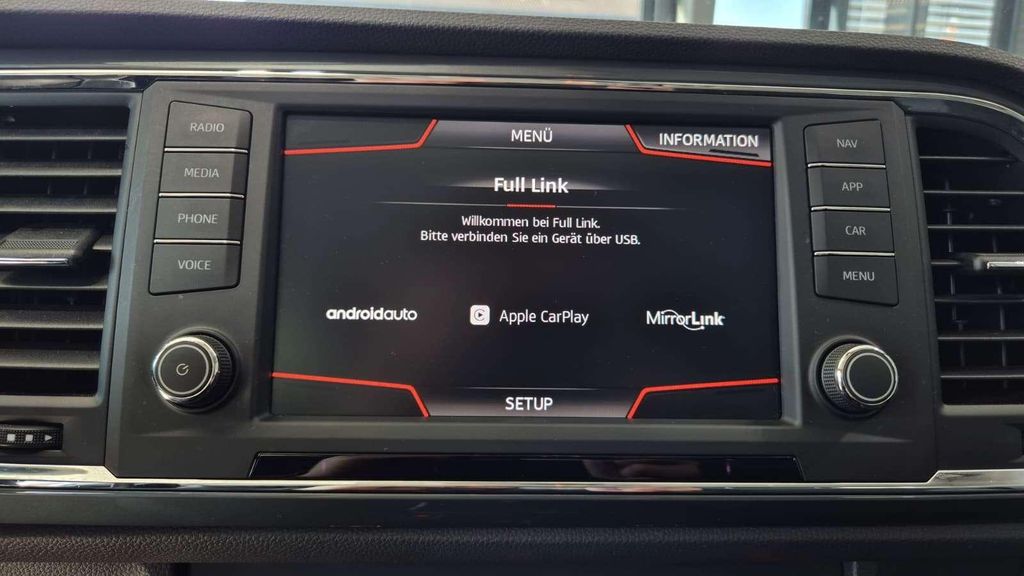 RADIO
MEDIA
PHONE
VOICE
MENÜ
INFORMATION
Full Link
Willkommen bei Full Link.
Bitte verbinden Sie ein Gerät über USB.
androidauto
Apple CarPlay
MirrorLink
SETUP
NAV
APP
CAR
MENU